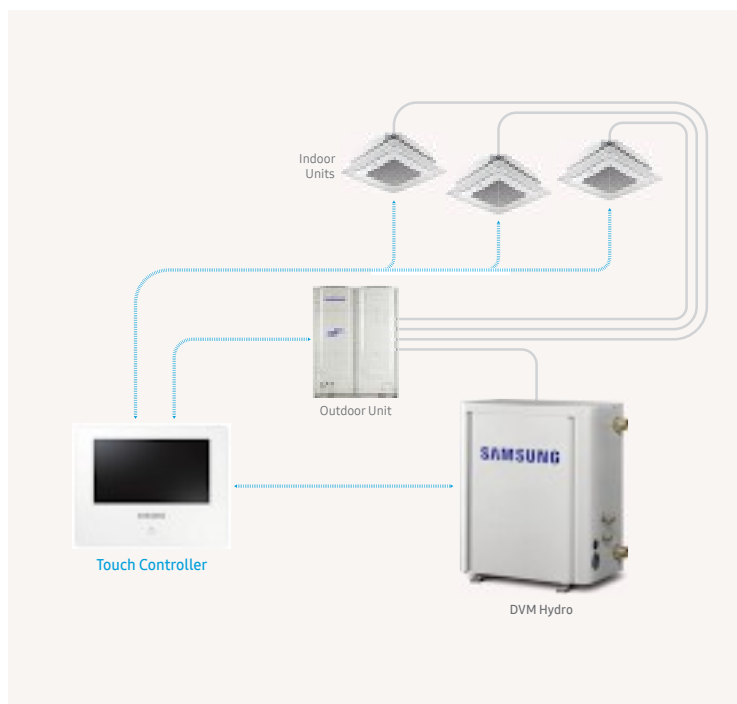 Indoor
Units
Outdoor Unit
SAMSUNG
Touch Controller
DVM Hydro